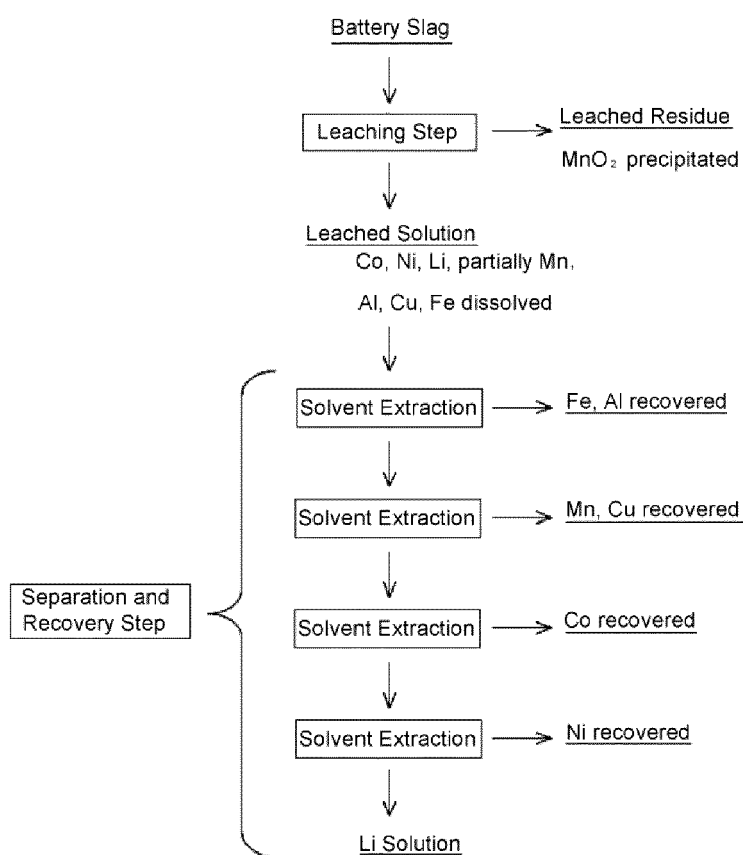 Battery Slag
Leaching Step
Leached Residue
MnO₂ precipitated
Leached Solution
Co, Ni, Li, partially Mn,
Al, Cu, Fe dissolved
Solvent Extraction
Fe, Al recovered
Solvent Extraction
Mn, Cu recovered
Separation and
Recovery Step
Solvent Extraction
Co recovered
Solvent Extraction
Ni recovered
Li Solution